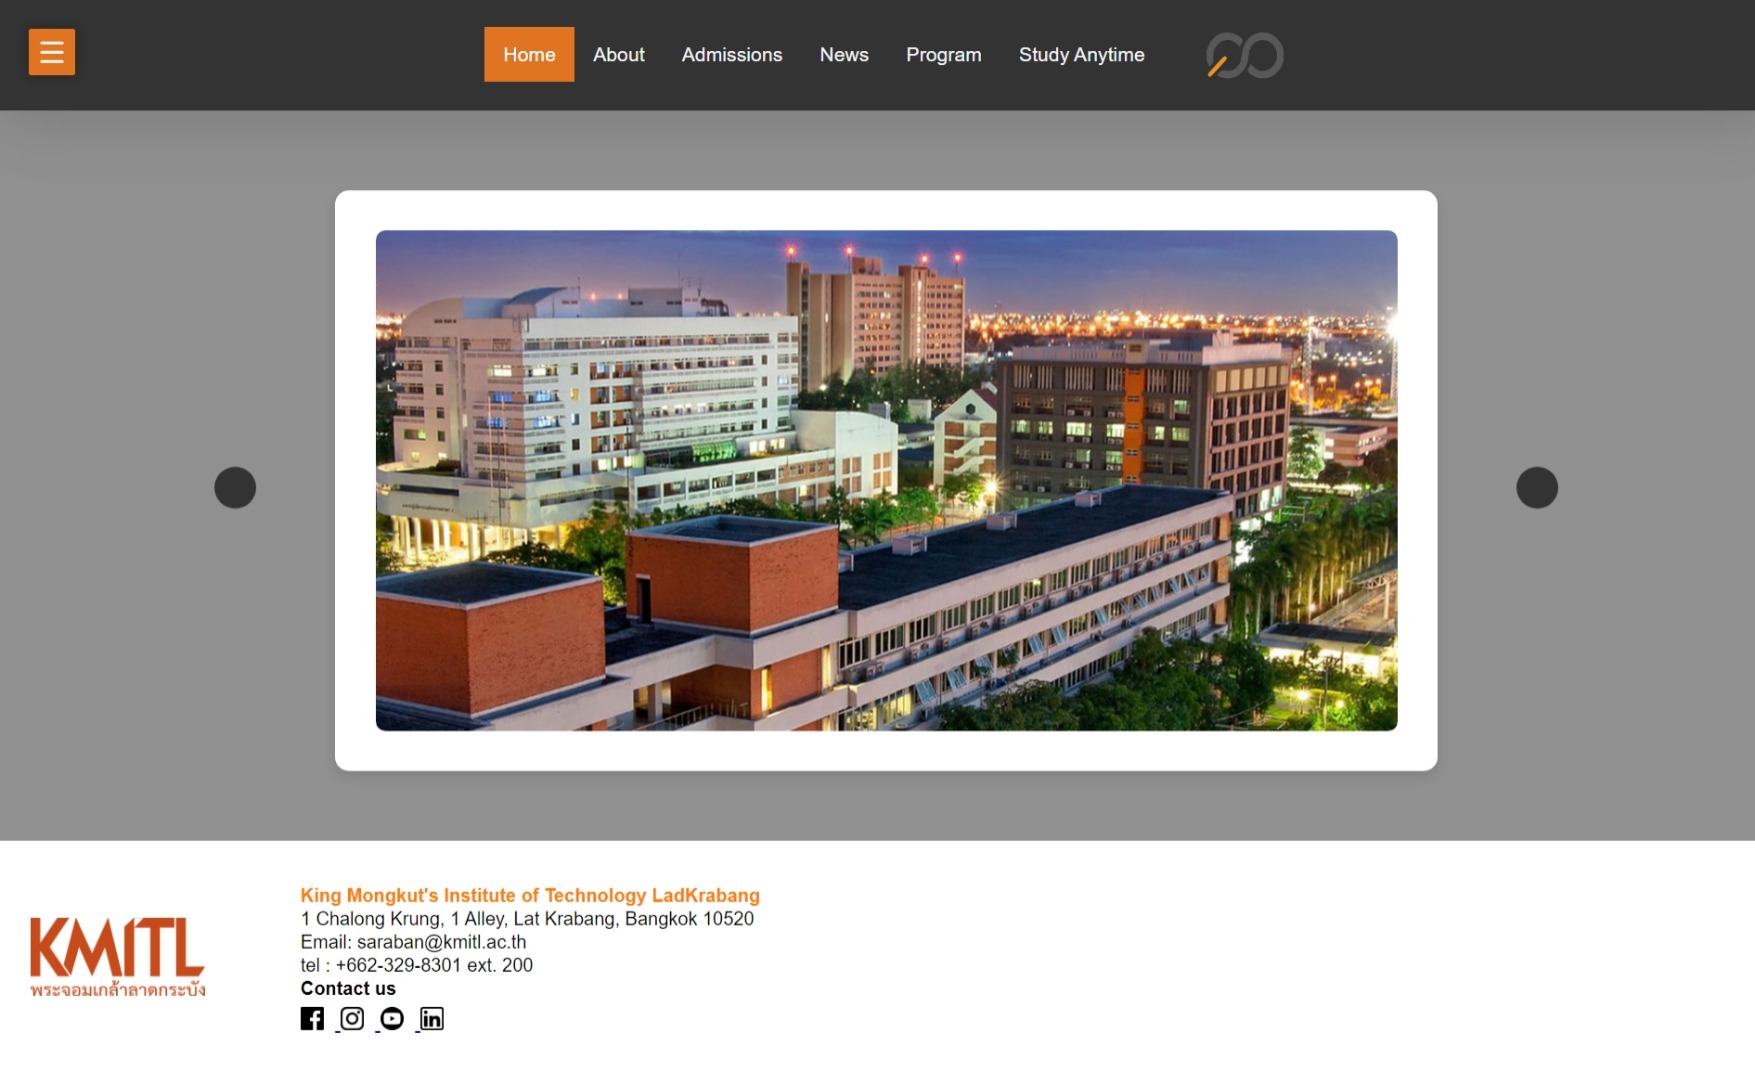 Home About Admissions News Program Study Anytime
King Mongkut's Institute of Technology LadKrabang
1 Chalong Krung, 1 Alley, Lat Krabang, Bangkok 10520
Email: saraban@kmitl.ac.th
tel : +662-329-8301 ext. 200
Contact us
KMITL
พระจอมเกล้าลาดกระบัง